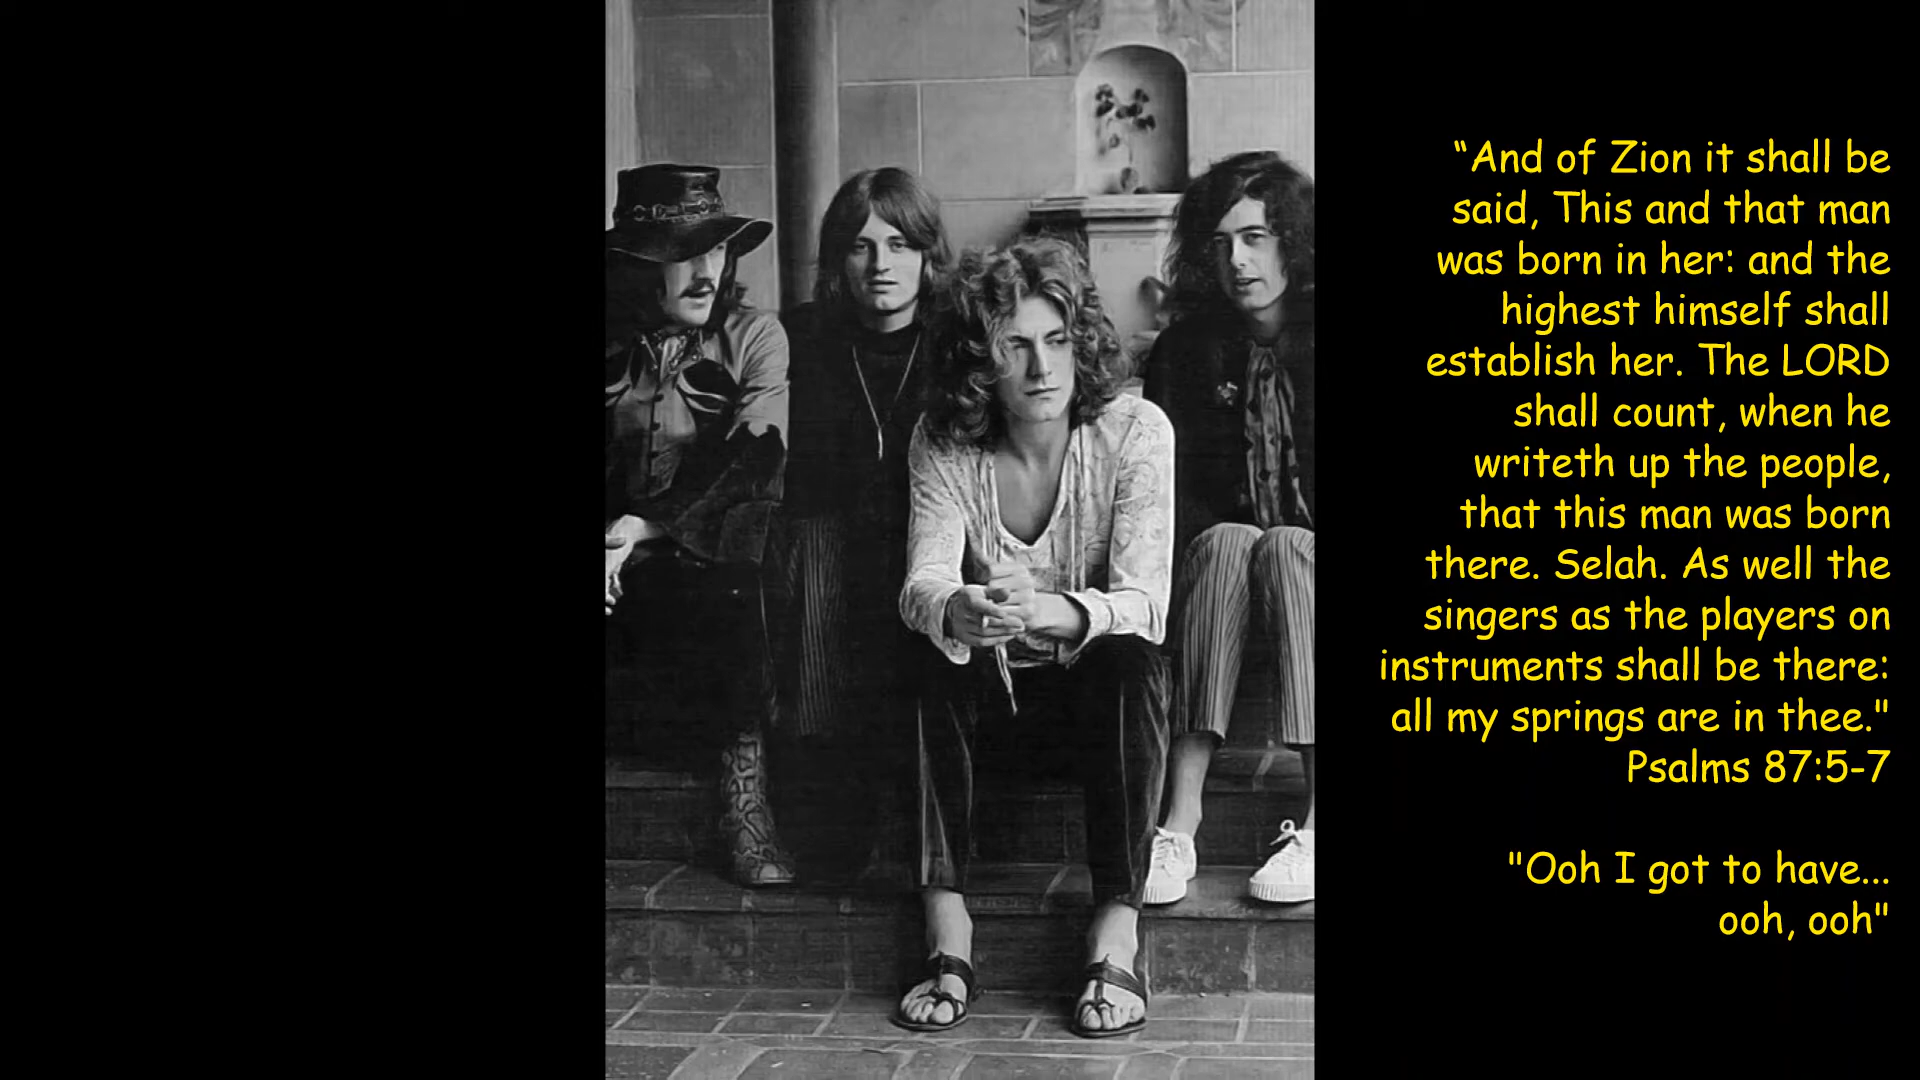 “And of Zion it shall be
said, This and that man
was born in her: and the
highest himself shall
establish her. The LORD
shall count, when he
writeth up the people,
that this man was born
there. Selah. As well the
singers as the players on
instruments shall be there:
all my springs are in thee."
Psalms 87:5-7
"Ooh I got to have...
ooh, ooh"